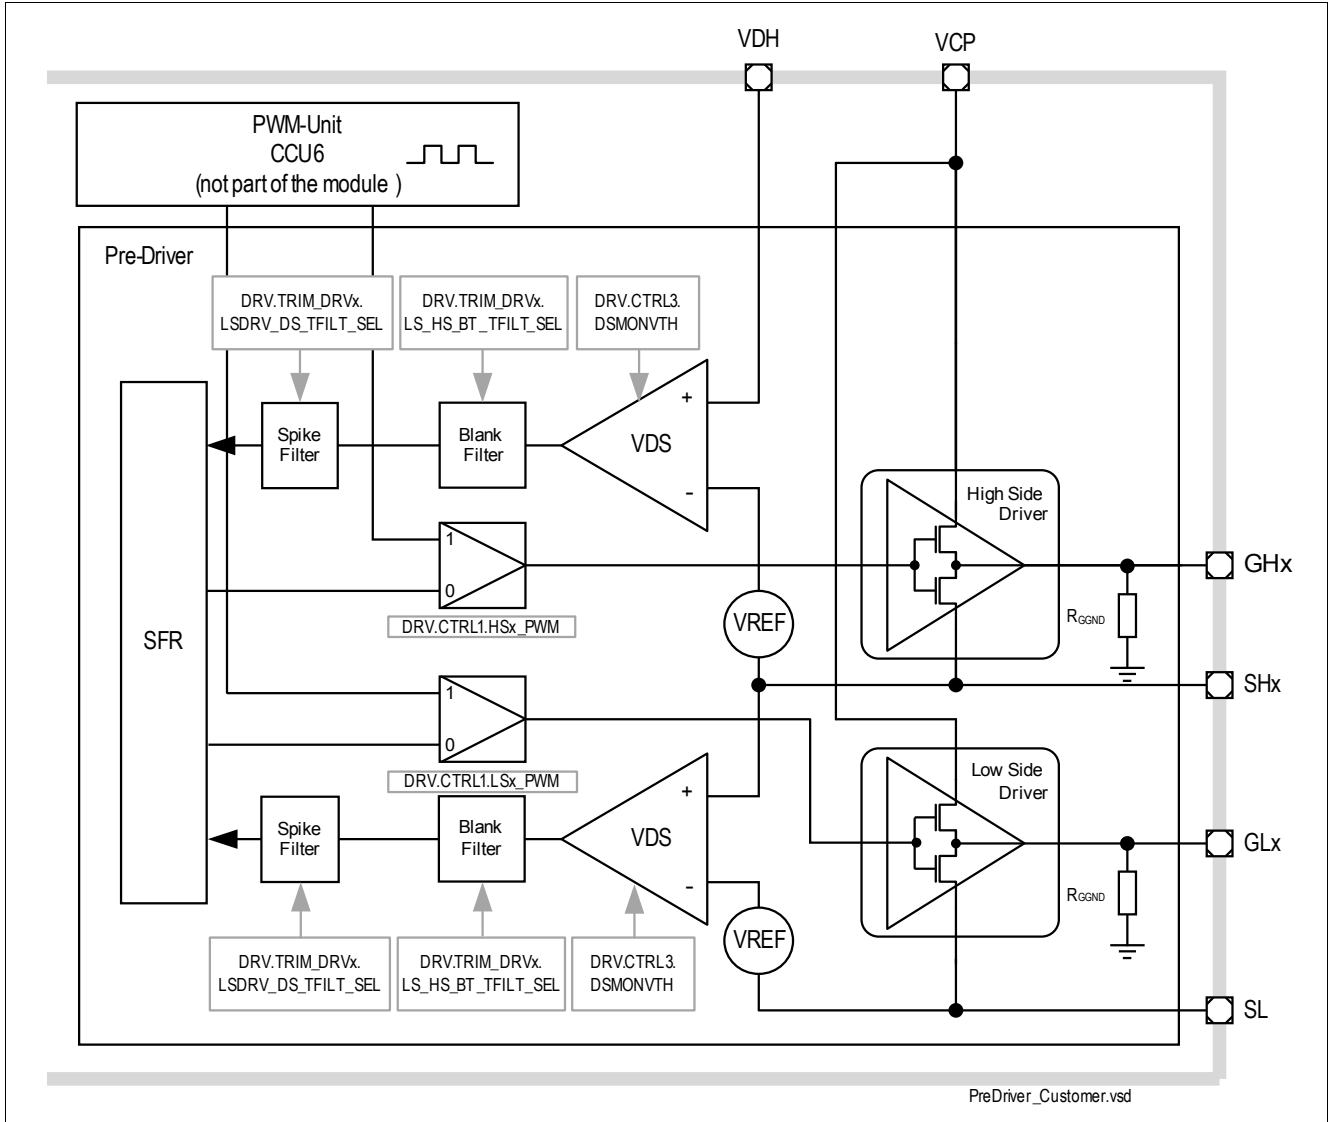 VDH
VCP
PWM-Unit
CCU6
(not part of the module )
Pre-Driver
DRV.TRIM_DRVx.
LSDRV_DS_TFILT_SEL
DRV.TRIM_DRVx.
LS_HS_BT_TFILT_SEL
DRV.CTRL3.
DSMONVTH
+
Spike
Filter
Blank
Filter
VDS
-
High Side
Driver
1
0
GHx
DRV.CTRL1.HSx_PWM
VREF
RGGND
SFR
SHx
1
0
Low Side
Driver
DRV.CTRL1.LSx_PWM
+
Spike
Filter
Blank
Filter
VDS
GLx
-
RGGND
VREF
DRV.TRIM_DRVx.
LSDRV_DS_TFILT_SEL
DRV.TRIM_DRVx.
LS_HS_BT_TFILT_SEL
DRV.CTRL3.
DSMONVTH
SL
PreDriver_Customer.vsd